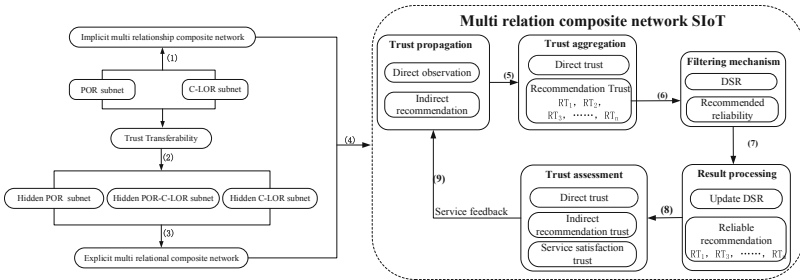 Multi relation composite network SIoT
Implicit multi relationship composite network
(1)
POR subnet
C-LOR subnet
Trust Transferability
(2)
Hidden POR subnet
Hidden POR-C-LOR subnet
Hidden C-LOR subnet
(3)
Explicit multi relational composite network
(4)
Trust propagation
Direct observation
Indirect
recommendation
(5)
Trust aggregation
Direct trust
Recommendation Trust
RT1, RT2,
RT3, ……, RTn
(6)
Filtering mechanism
DSR
Recommended
reliability
(7)
Result processing
Update DSR
Reliable
recommendation
RT1, RT3, ……, RT
(8)
Trust assessment
Direct trust
Indirect
recommendation trust
Service satisfaction
trust
Service feedback
(9)